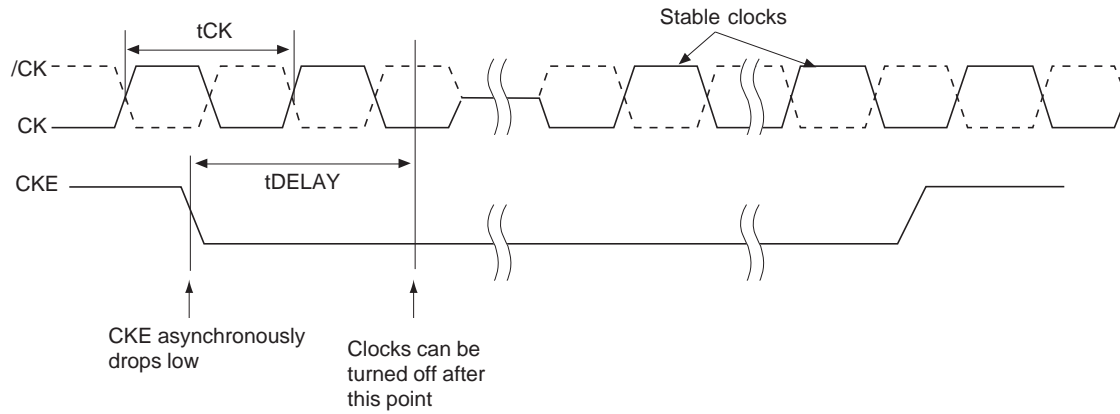 Stable clocks
tCK
/CK
CK
tDELAY
CKE
CKE asynchronously
drops low
Clocks can be
turned off after
this point